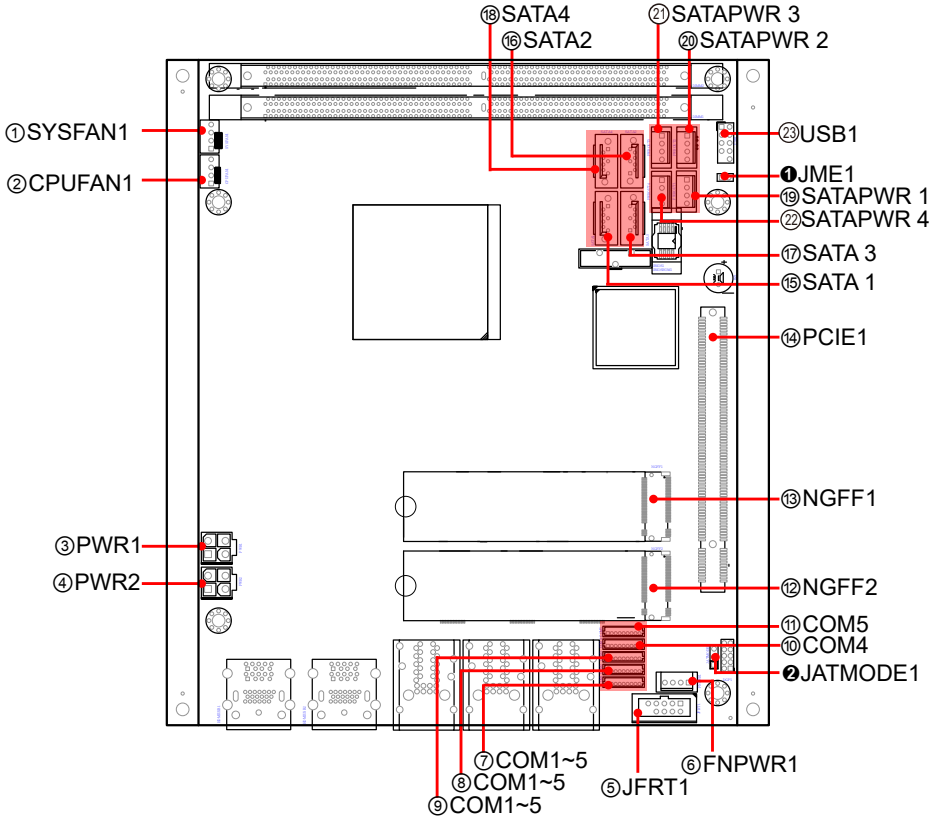 ⑱SATA4
⑯SATA2
㉑SATAPWR 3
⑳SATAPWR 2
①SYSFAN1
②CPUFAN1
㉓USB1
❶JME1
⑲SATAPWR 1
㉒SATAPWR 4
⑰SATA 3
⑮SATA 1
⑭PCIE1
⑬NGFF1
③PWR1
④PWR2
⑫NGFF2
⑪COM5
⑩COM4
❷JATMODE1
⑦COM1~5
⑧COM1~5
⑨COM1~5
⑥FNPWR1
⑤JFRT1